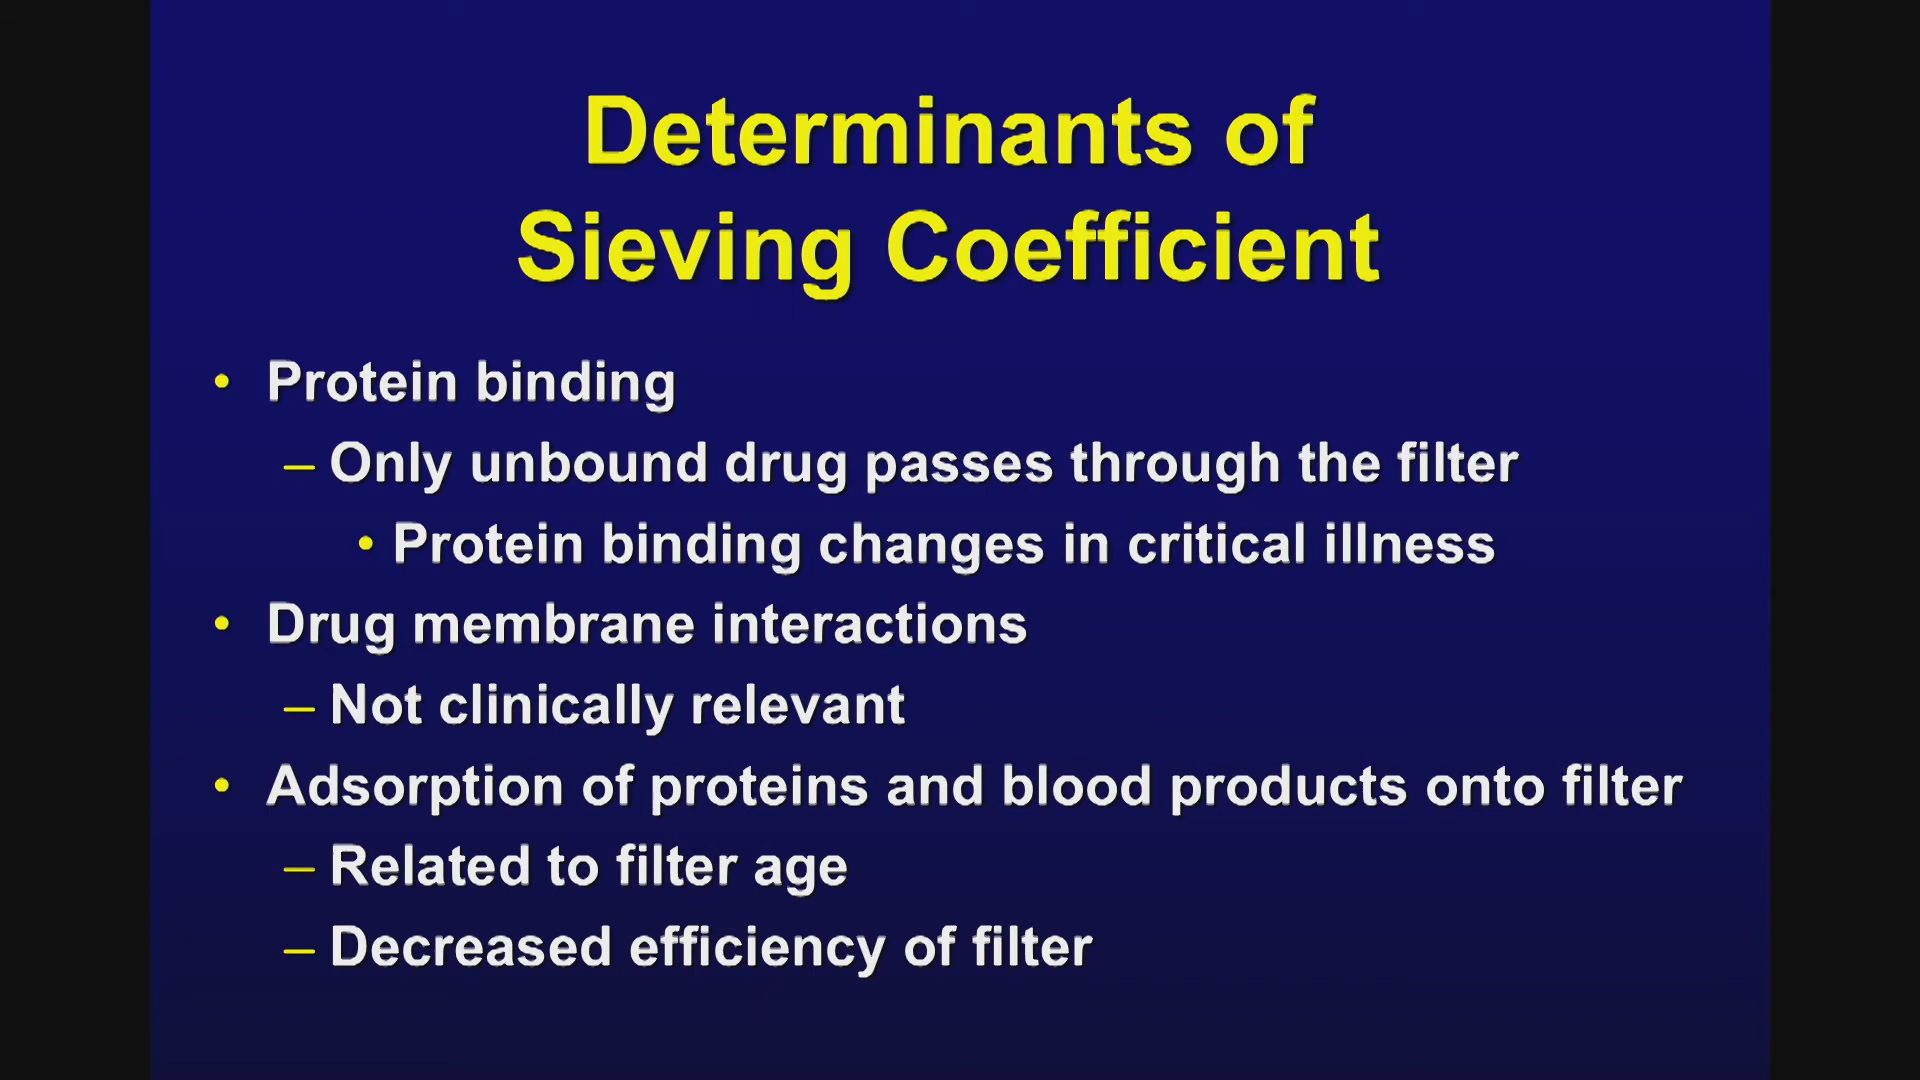 Determinants of
Sieving Coefficient
• Protein binding
– Only unbound drug passes through the filter
• Protein binding changes in critical illness
• Drug membrane interactions
– Not clinically relevant
• Adsorption of proteins and blood products onto filter
– Related to filter age
– Decreased efficiency of filter